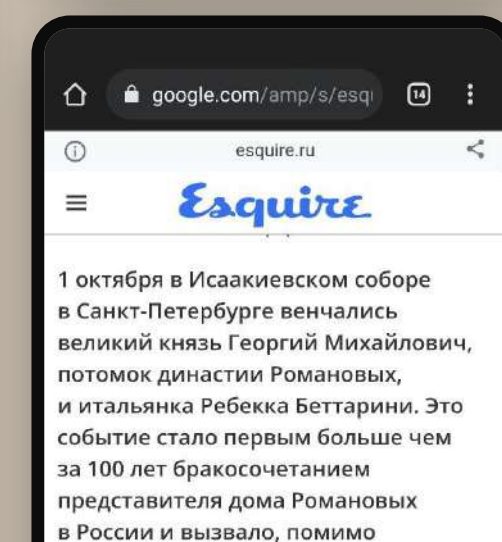 google.com/amp/s/esq
14
esquire.ru
Esquire
1 октября в Исаакиевском соборе
в Санкт-Петербурге венчались
великий князь Георгий Михайлович,
потомок династии Романовых,
и итальянка Ребекка Беттарини. Это
событие стало первым больше чем
за 100 лет бракосочетанием
представителя дома Романовых
в России и вызвало, помимо